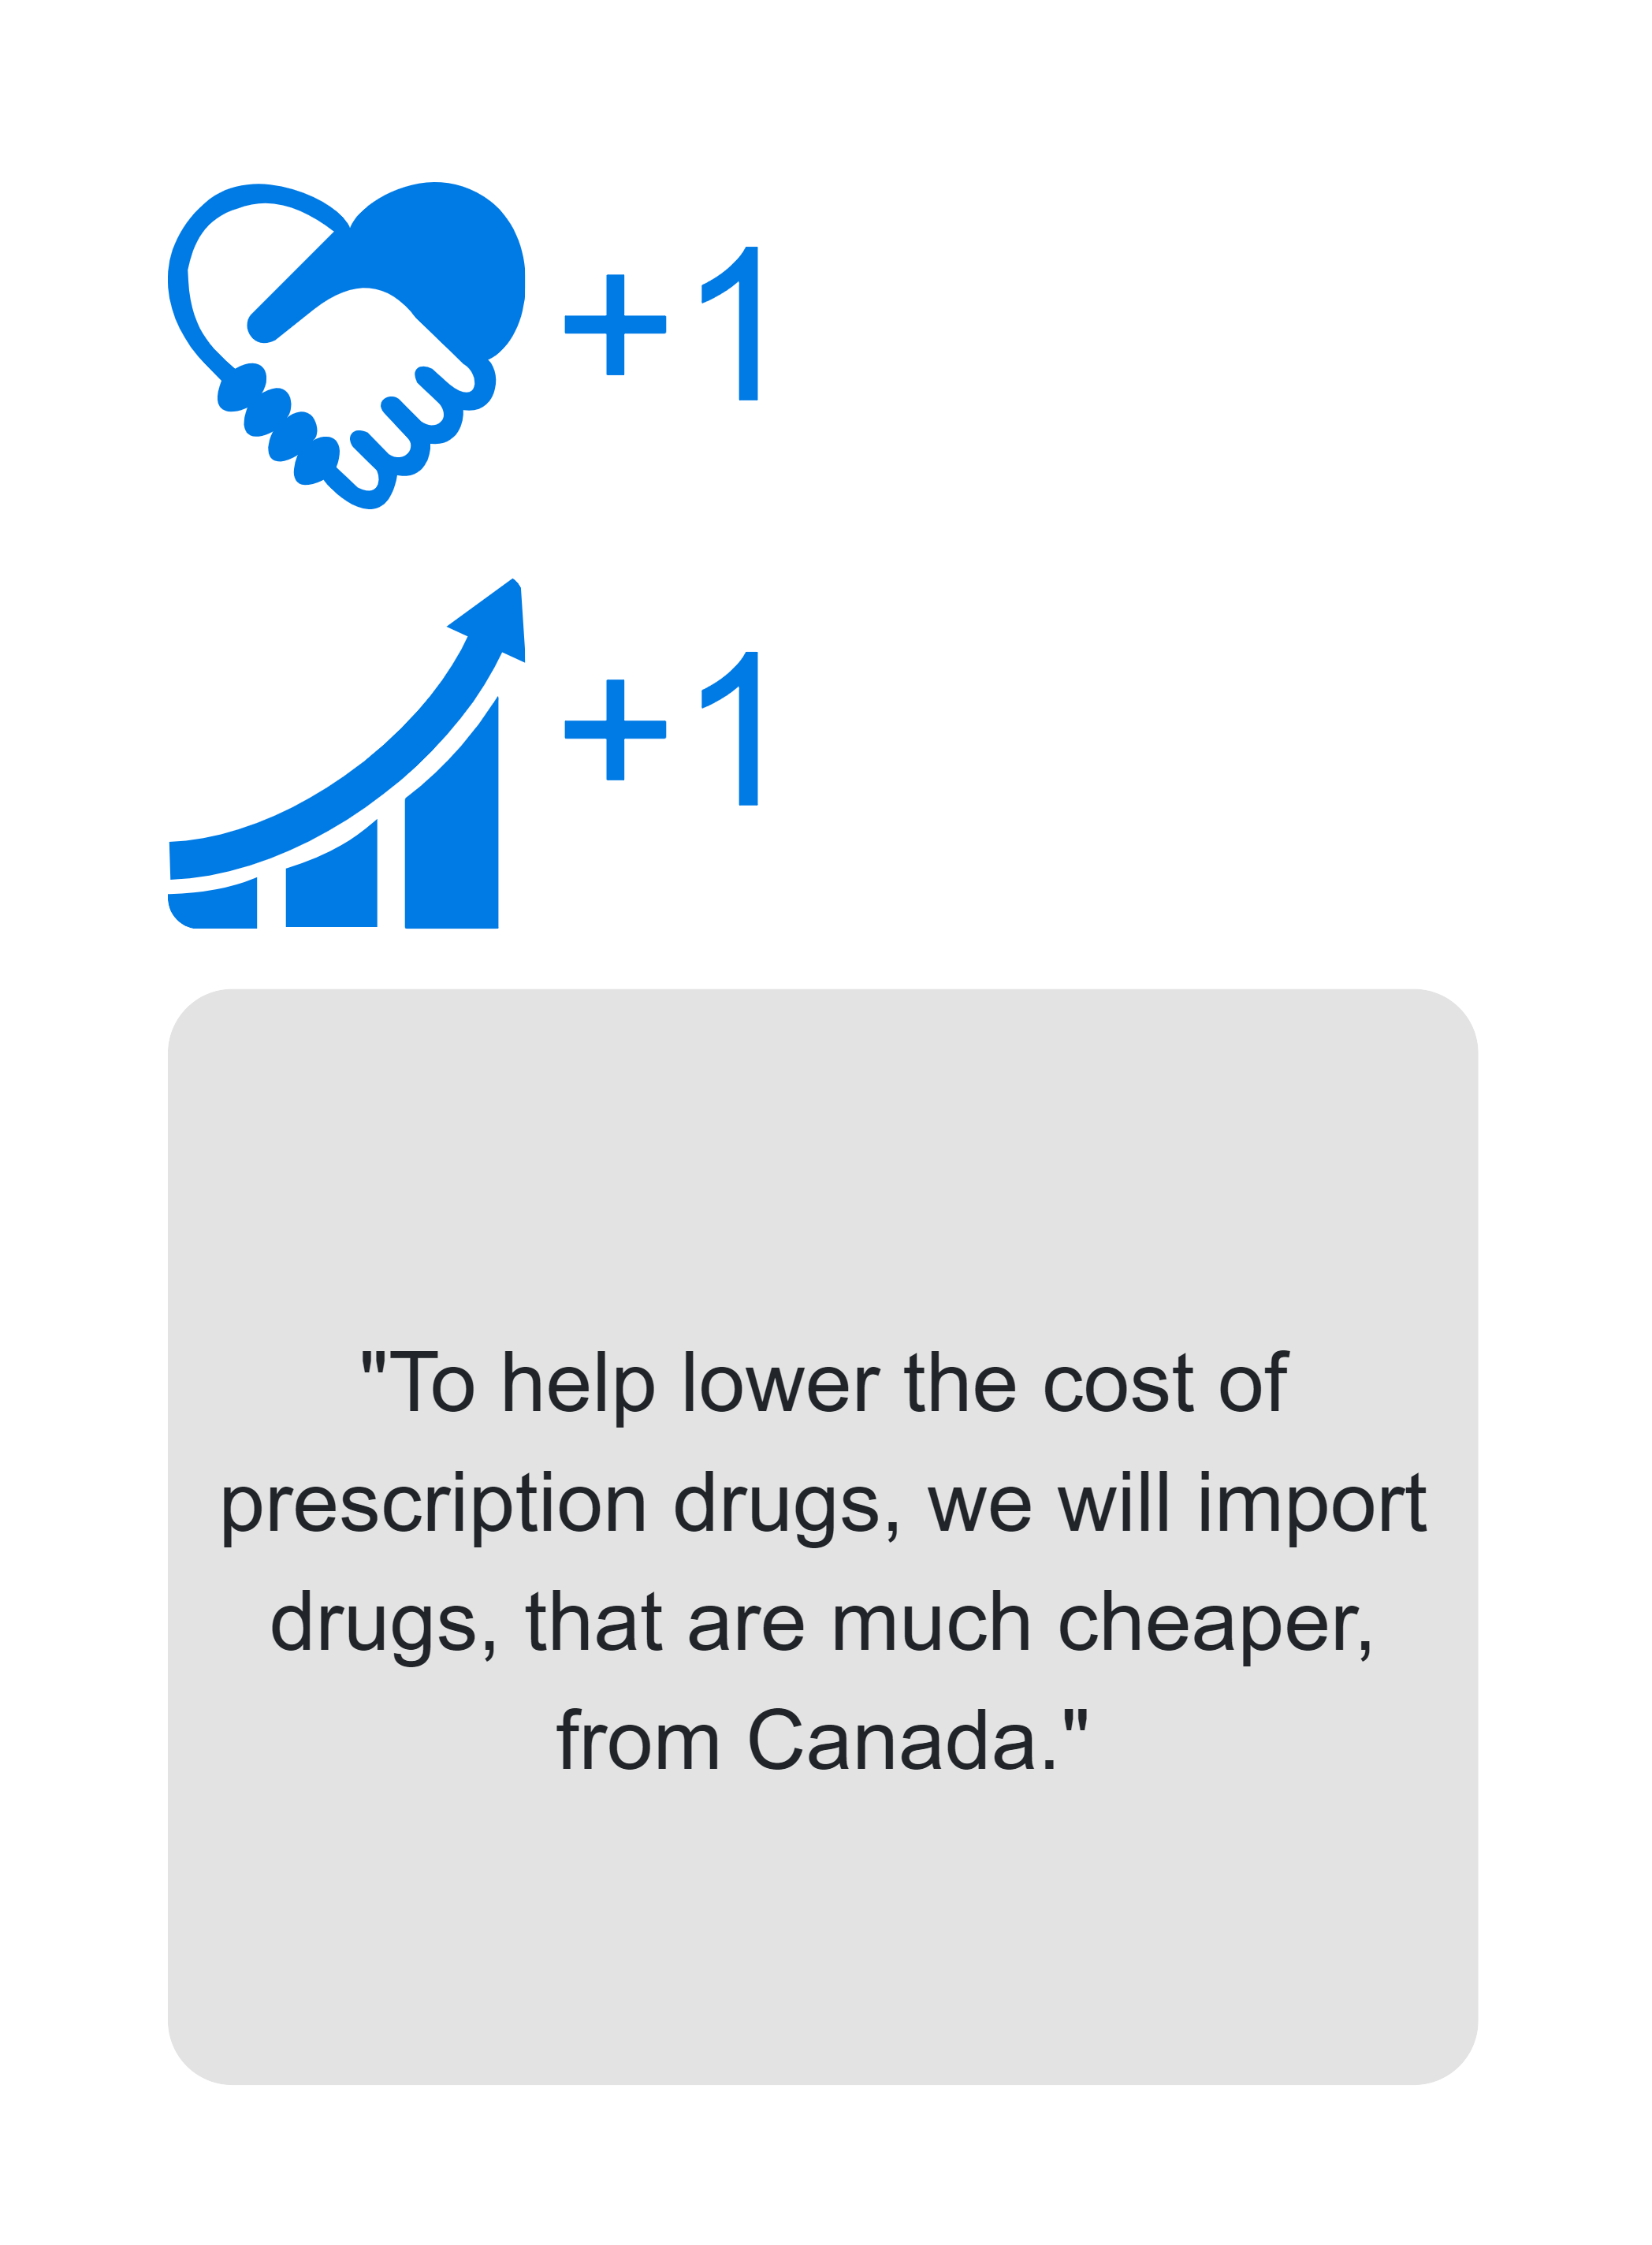 +1
+1
"To help lower the cost of
prescription drugs, we will import
drugs, that are much cheaper,
from Canada."